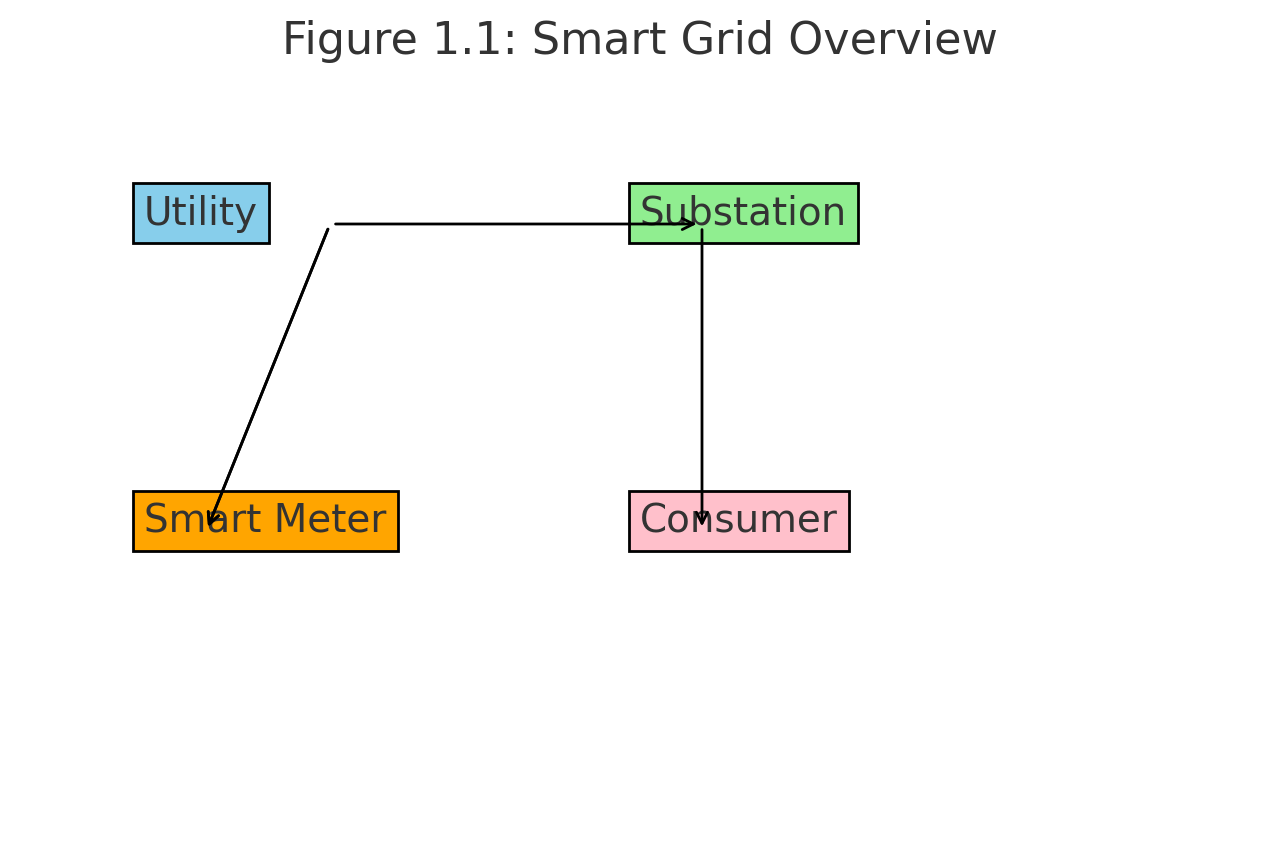 Figure 1.1: Smart Grid Overview
Utility
Substation
Smart Meter
Consumer